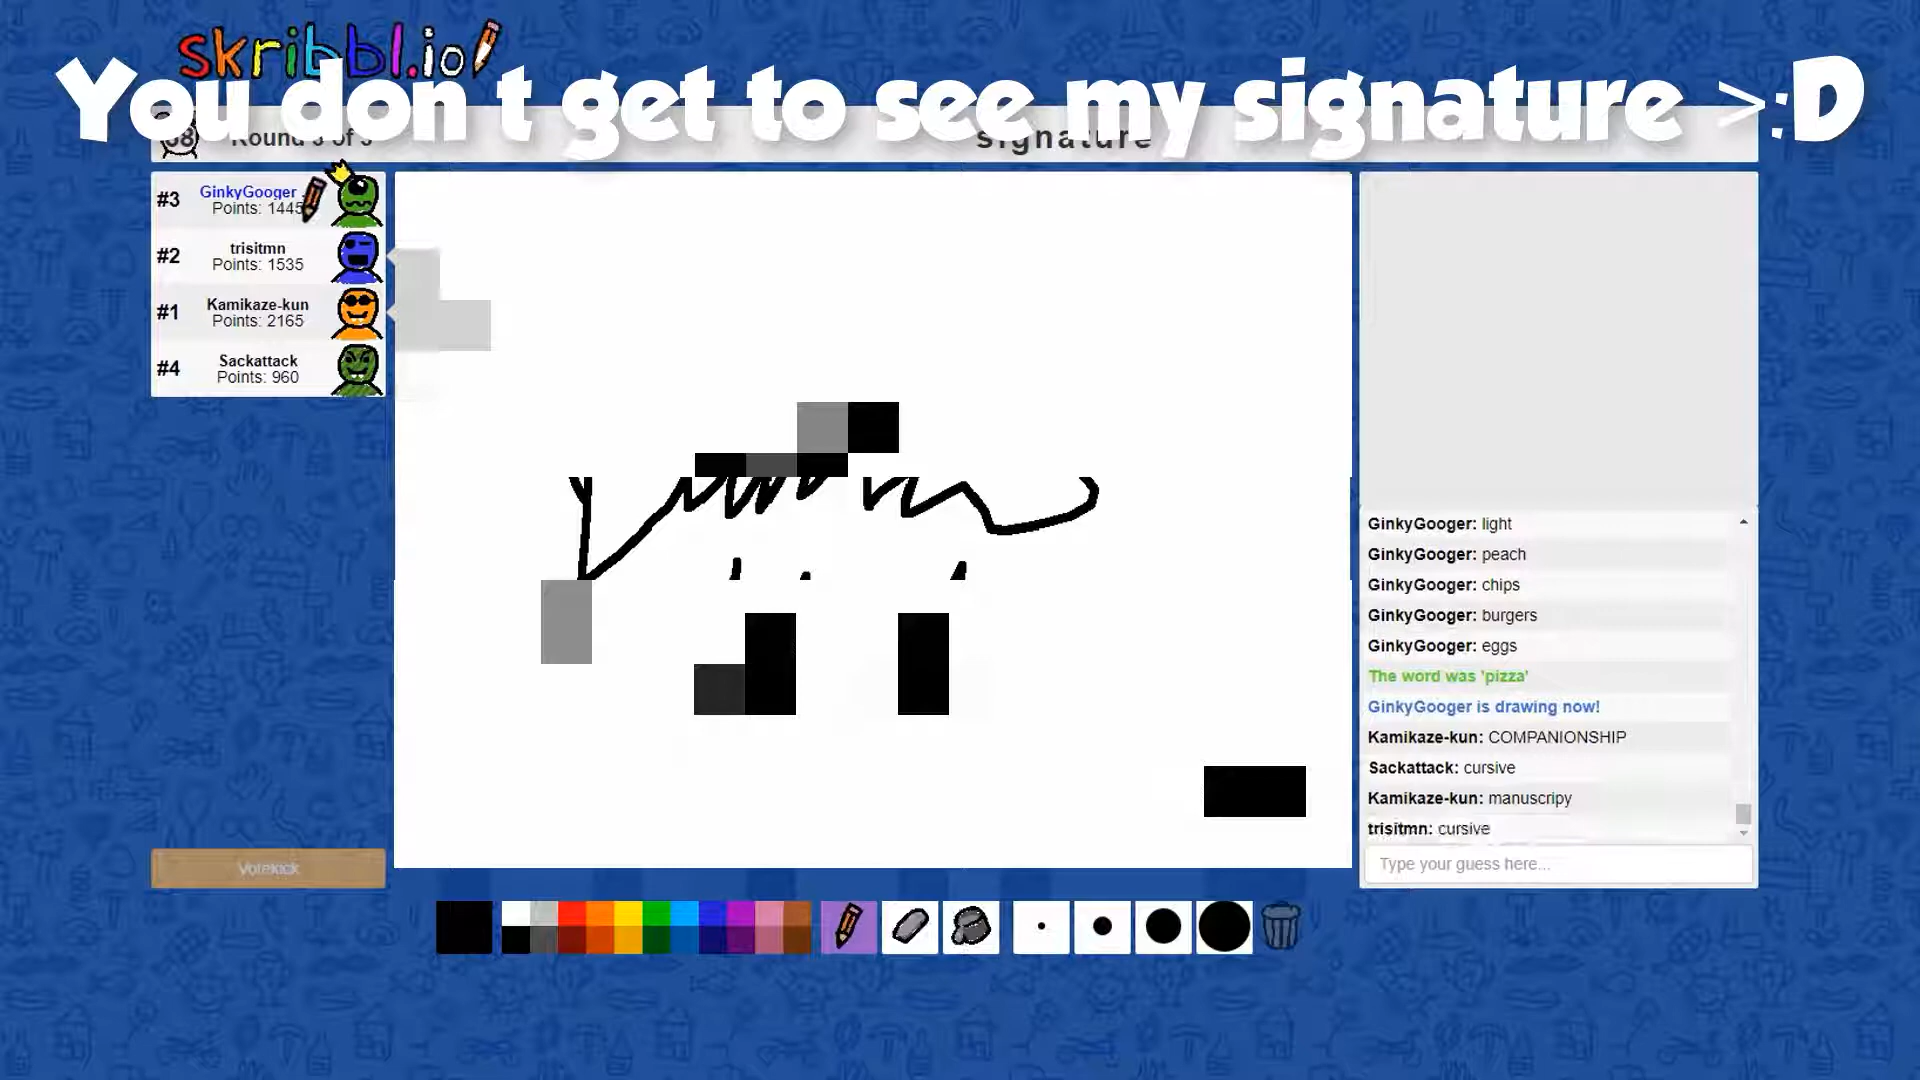 skribbl.io
You don t get to see my signature >:D
signature
#3 GinkyGooger
Points: 1445
#2 trisitmn
Points: 1535
#1 Kamikaze-kun
Points: 2165
#4 Sackattack
Points: 960
GinkyGooger: light
GinkyGooger: peach
GinkyGooger: chips
GinkyGooger: burgers
GinkyGooger: eggs
The word was 'pizza'
GinkyGooger is drawing now!
Kamikaze-kun: COMPANIONSHIP
Sackattack: cursive
Kamikaze-kun: manuscripy
trisitmn: cursive
Type your guess here...
Votekick